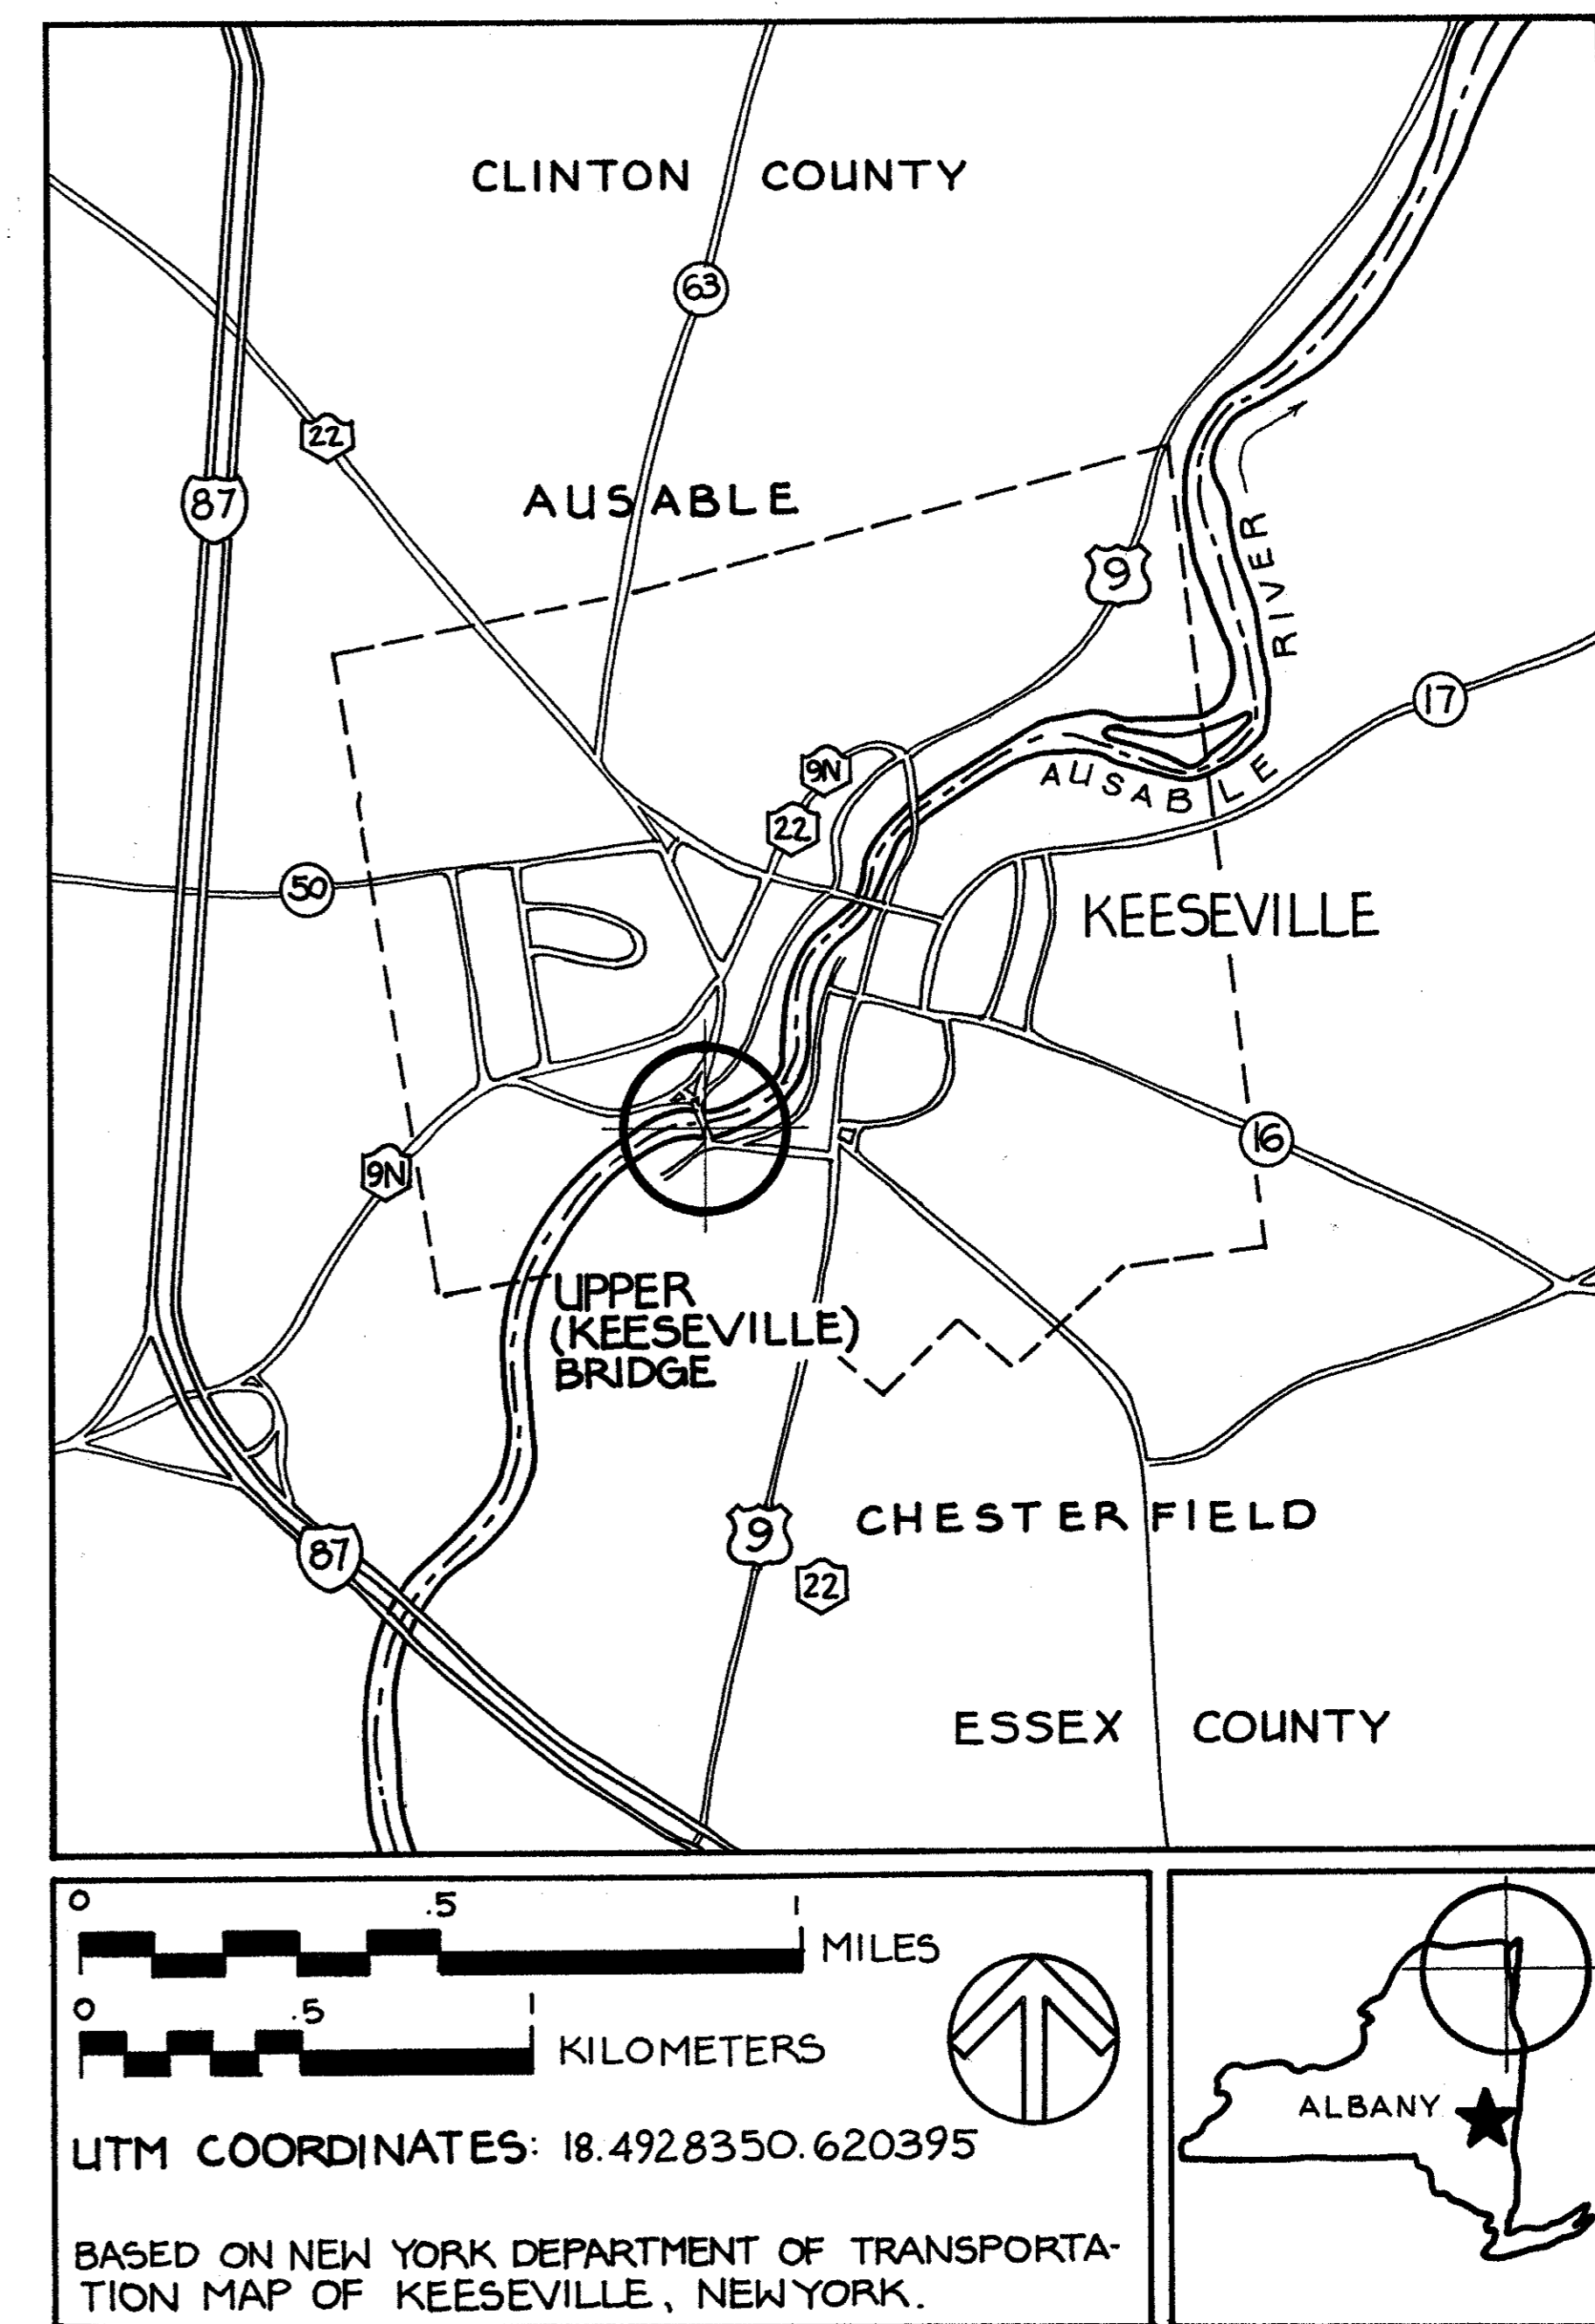 CLINTON COUNTY
63
22
87
AUSABLE
9
RIVER
17
9N
22
AUSABLE
50
KEESEVILLE
16
9N
UPPER
(KEESEVILLE)
BRIDGE
9
CHESTERFIELD
87
22
ESSEX COUNTY
0 .5 1
MILES
0 .5 1
KILOMETERS
ALBANY
UTM COORDINATES: 18.4928350.620395
BASED ON NEW YORK DEPARTMENT OF TRANSPORTA-
TION MAP OF KEESEVILLE, NEW YORK.